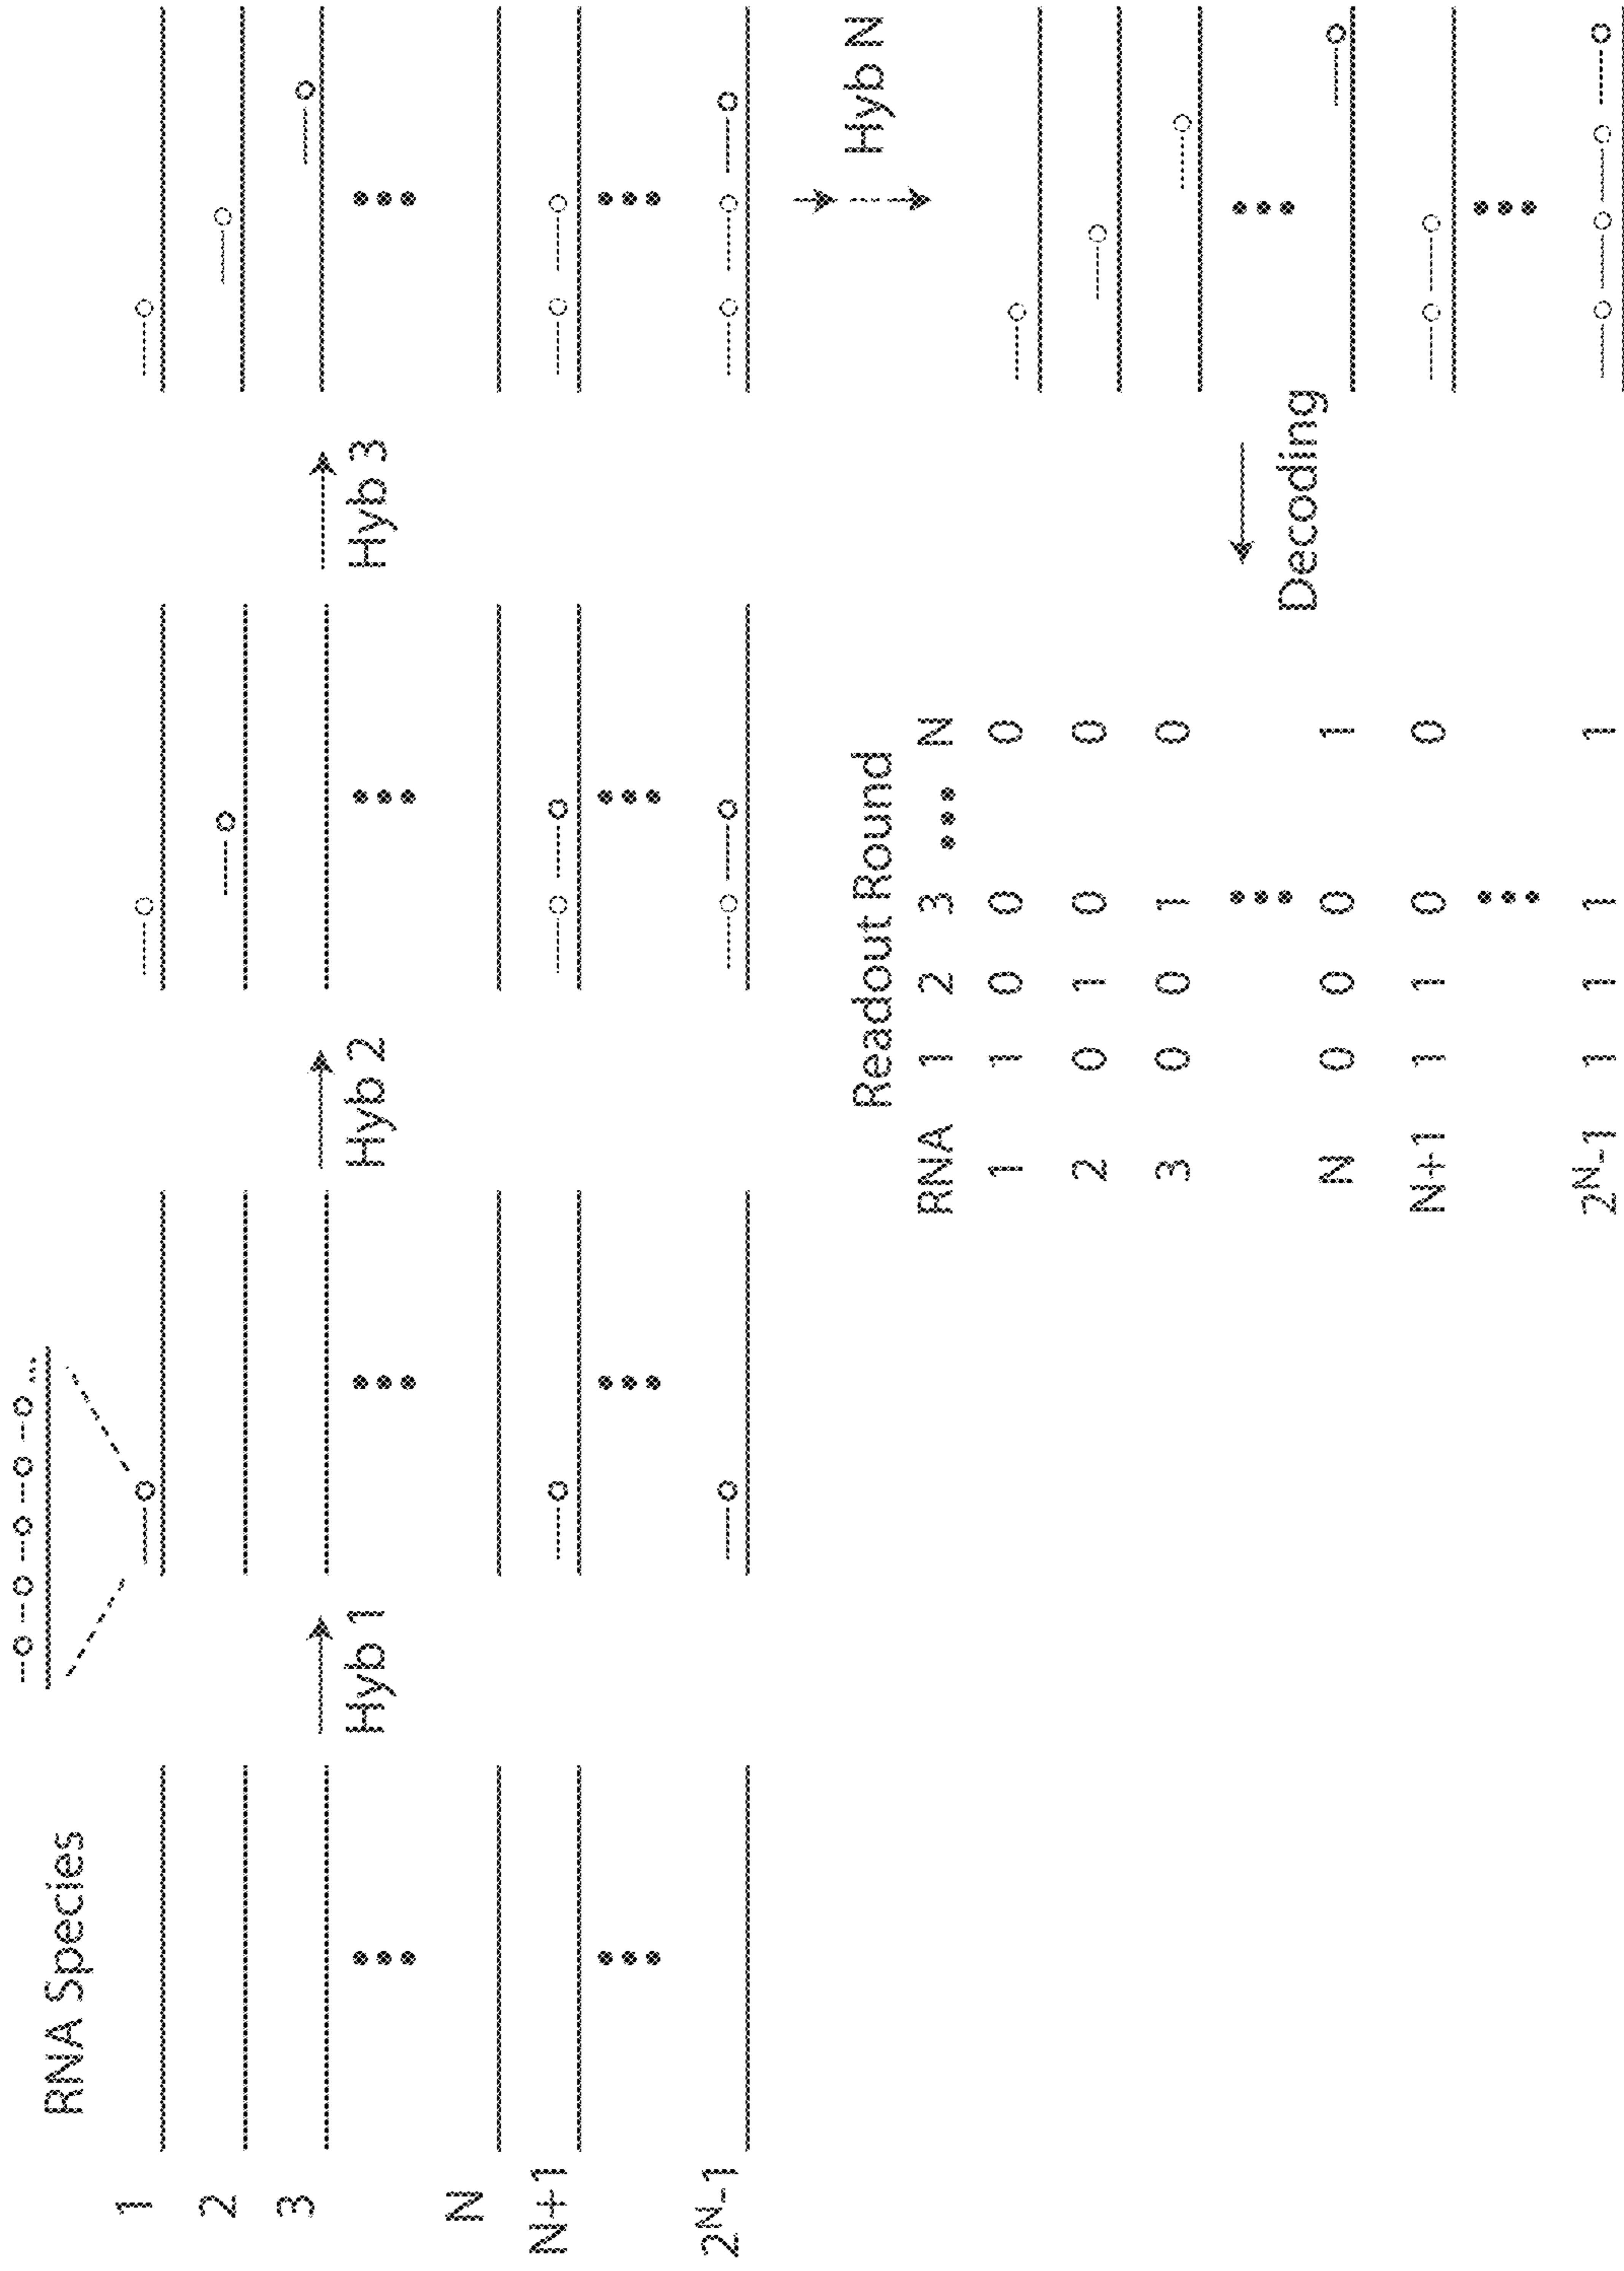 RNA Species
1
2
3
N
N+1
2ᴺ-1
Hyb 1
Hyb 2
Hyb 3
Hyb N
Decoding
Readout Round
RNA 1 2 3 ••• N
1 1 0 0 0
2 0 1 0 0
3 0 0 1 0
N 0 0 0 1
N+1 1 1 0 0
2ᴺ-1 1 1 1 1